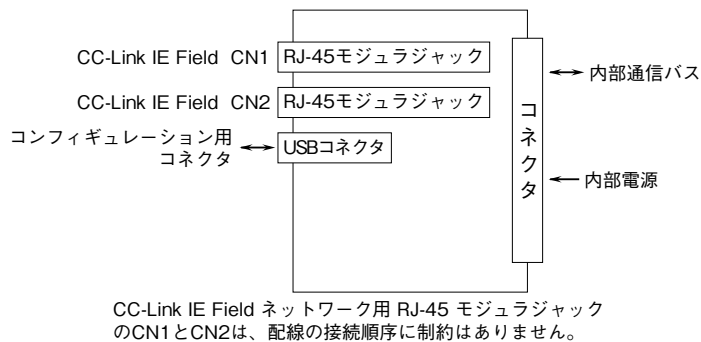 CC-Link IE Field CN1 RJ-45モジュラジャック
CC-Link IE Field CN2 RJ-45モジュラジャック
コンフィギュレーション用
コネクタ
USBコネクタ
コネクタ
内部通信バス
内部電源
CC-Link IE Field ネットワーク用 RJ-45 モジュラジャック
のCN1とCN2は、配線の接続順序に制約はありません。